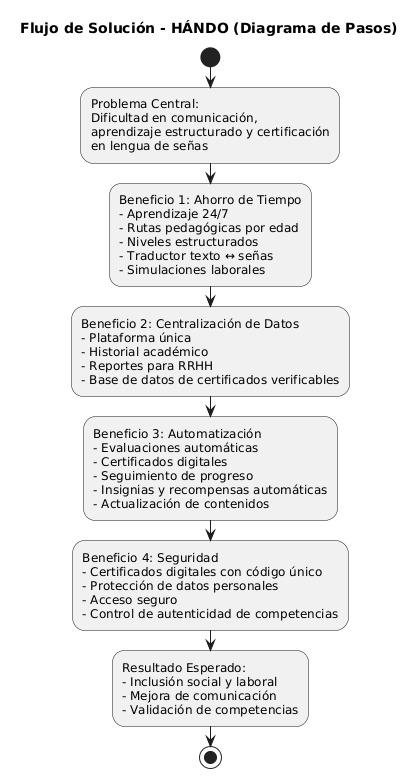 Flujo de Solución - HÁNDO (Diagrama de Pasos)
Problema Central:
Dificultad en comunicación,
aprendizaje estructurado y certificación
en lengua de señas
Beneficio 1: Ahorro de Tiempo
- Aprendizaje 24/7
- Rutas pedagógicas por edad
- Niveles estructurados
- Traductor texto ↔ señas
- Simulaciones laborales
Beneficio 2: Centralización de Datos
- Plataforma única
- Historial académico
- Reportes para RRHH
- Base de datos de certificados verificables
Beneficio 3: Automatización
- Evaluaciones automáticas
- Certificados digitales
- Seguimiento de progreso
- Insignias y recompensas automáticas
- Actualización de contenidos
Beneficio 4: Seguridad
- Certificados digitales con código único
- Protección de datos personales
- Acceso seguro
- Control de autenticidad de competencias
Resultado Esperado:
- Inclusión social y laboral
- Mejora de comunicación
- Validación de competencias